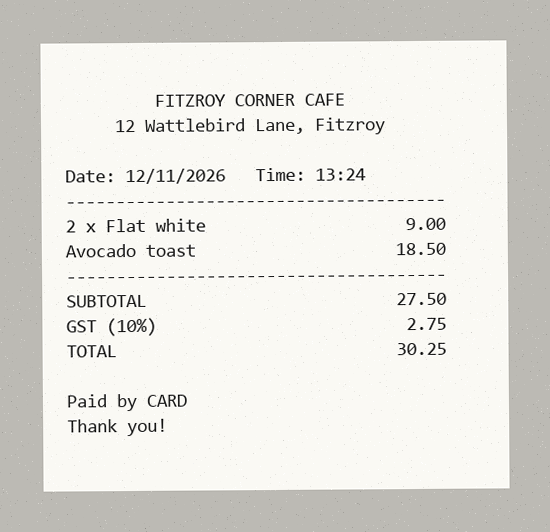 FITZROY CORNER CAFE
12 Wattlebird Lane, Fitzroy
Date: 12/11/2026   Time: 13:24
--------------------------------------
2 x Flat white                    9.00
Avocado toast                    18.50
--------------------------------------
SUBTOTAL                         27.50
GST (10%)                         2.75
TOTAL                            30.25
Paid by CARD
Thank you!